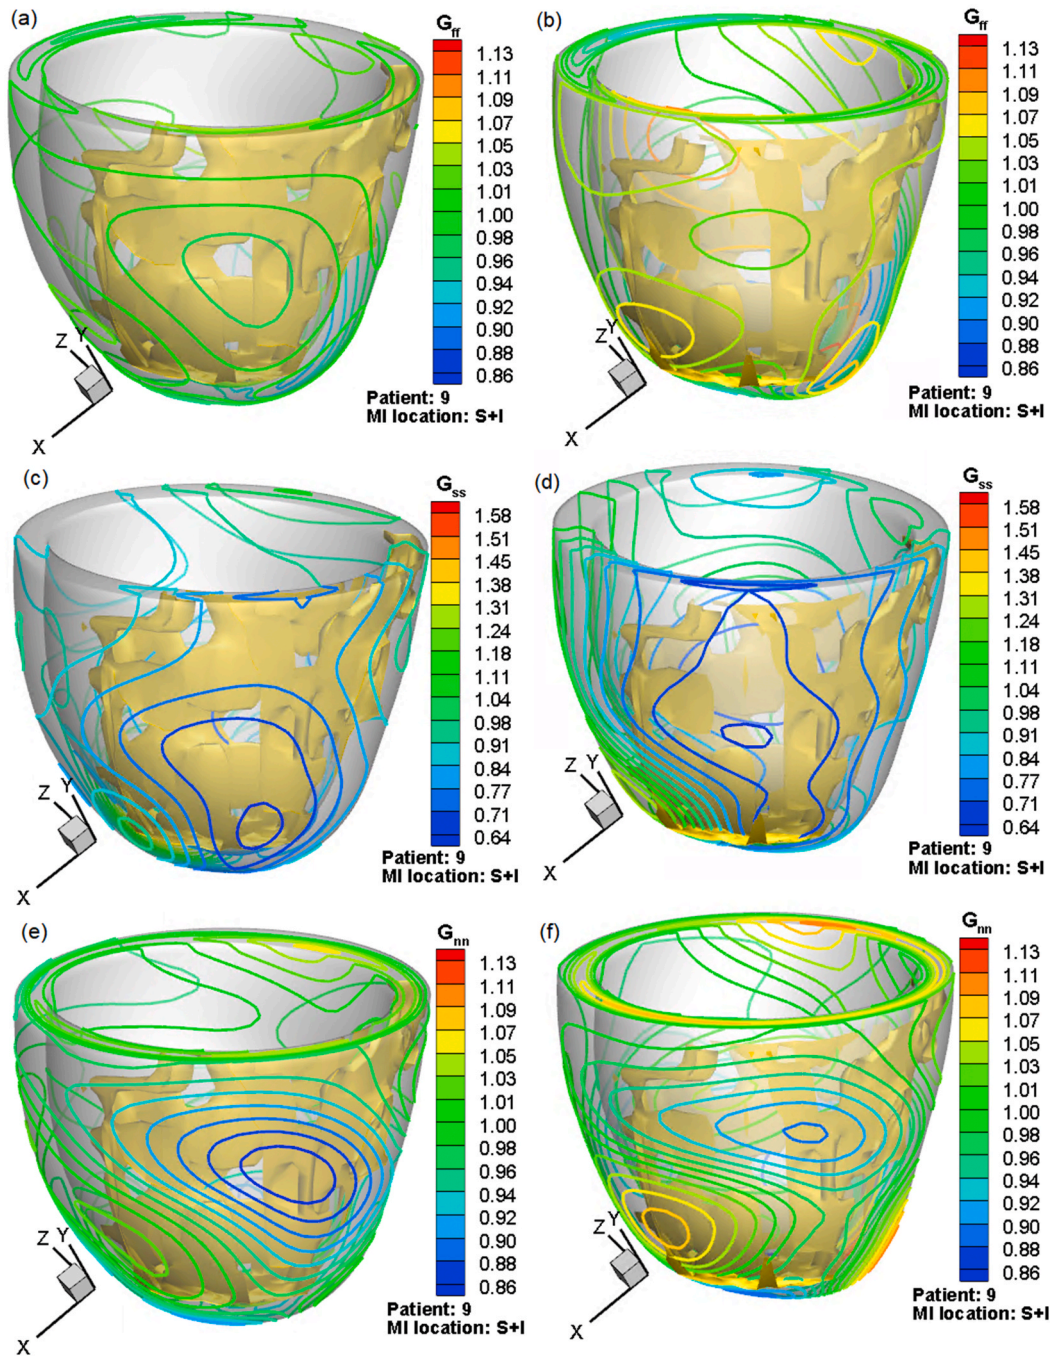 (a)
G_ff
1.13
1.11
1.09
1.07
1.05
1.03
1.01
1.00
0.98
0.96
0.94
0.92
0.90
0.88
0.86
Z Y
X
Patient: 9
MI location: S+I
(b)
G_ff
1.13
1.11
1.09
1.07
1.05
1.03
1.01
1.00
0.98
0.96
0.94
0.92
0.90
0.88
0.86
Z Y
X
Patient: 9
MI location: S+I
(c)
G_ss
1.58
1.51
1.45
1.38
1.31
1.24
1.18
1.11
1.04
0.98
0.91
0.84
0.77
0.71
0.64
Z Y
X
Patient: 9
MI location: S+I
(d)
G_ss
1.58
1.51
1.45
1.38
1.31
1.24
1.18
1.11
1.04
0.98
0.91
0.84
0.77
0.71
0.64
Z Y
X
Patient: 9
MI location: S+I
(e)
G_nn
1.13
1.11
1.09
1.07
1.05
1.03
1.01
1.00
0.98
0.96
0.94
0.92
0.90
0.88
0.86
Z Y
X
Patient: 9
MI location: S+I
(f)
G_nn
1.13
1.11
1.09
1.07
1.05
1.03
1.01
1.00
0.98
0.96
0.94
0.92
0.90
0.88
0.86
Z Y
X
Patient: 9
MI location: S+I